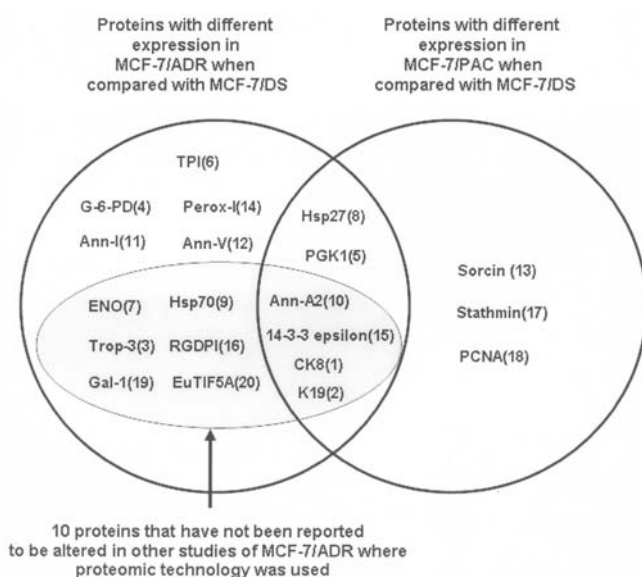 Proteins with different
expression in
MCF-7/ADR when
compared with MCF-7/DS
Proteins with different
expression in
MCF-7/PAC when
compared with MCF-7/DS
TPI(6)
G-6-PD(4) Perox-I(14)
Ann-I(11) Ann-V(12)
Hsp27(8)
PGK1(5)
ENO(7) Hsp70(9) Ann-A2(10)
Trop-3(3) RGDPI(16) 14-3-3 epsilon(15)
CK8(1)
Gal-1(19) EuTIF5A(20) K19(2)
Sorcin (13)
Stathmin(17)
PCNA(18)
10 proteins that have not been reported
to be altered in other studies of MCF-7/ADR where
proteomic technology was used